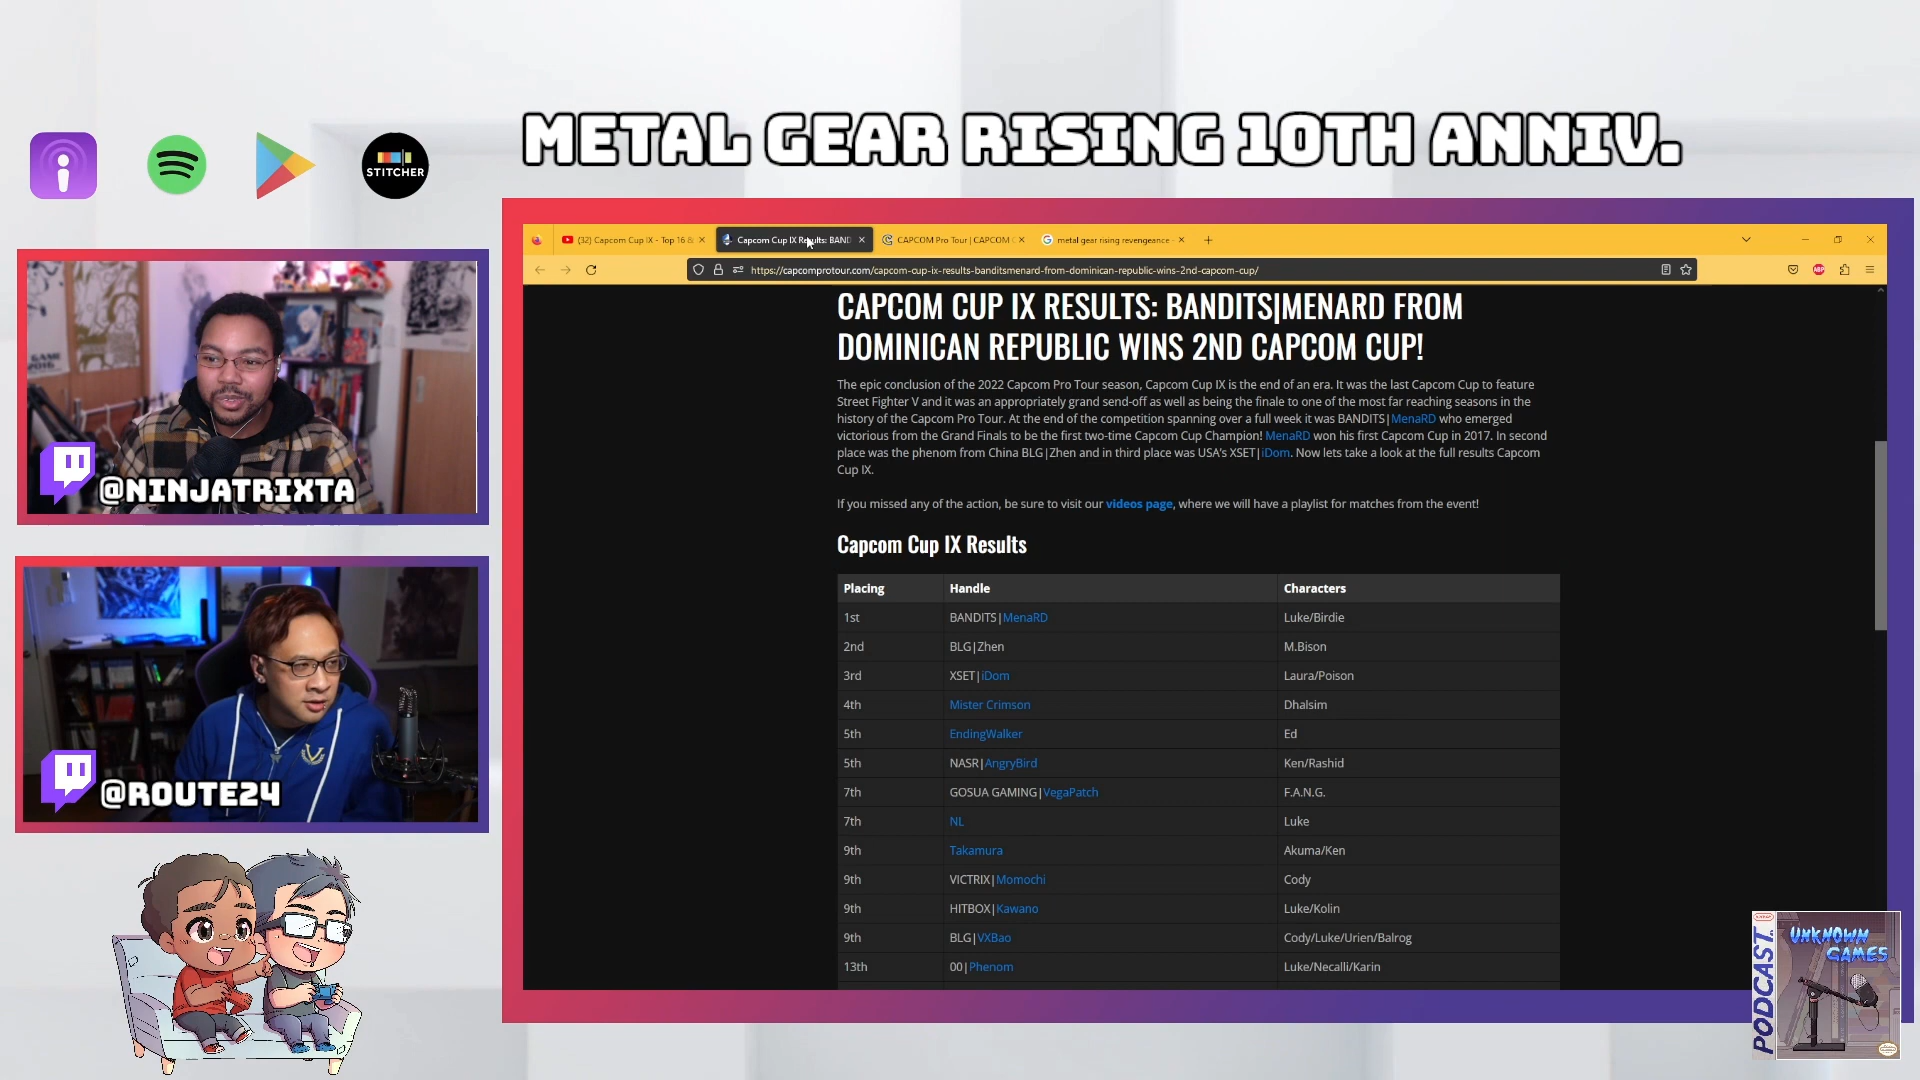 METAL GEAR RISING 10TH ANNIV.
STITCHER
(32) Capcom Cup IX - Top 16 &
Capcom Cup IX Results: BAND
CAPCOM Pro Tour | CAPCOM C
metal gear rising revengeance -
https://capcomprotour.com/capcom-cup-ix-results-banditsmenard-from-dominican-republic-wins-2nd-capcom-cup/
ABP
CAPCOM CUP IX RESULTS: BANDITS|MENARD FROM
DOMINICAN REPUBLIC WINS 2ND CAPCOM CUP!
The epic conclusion of the 2022 Capcom Pro Tour season, Capcom Cup IX is the end of an era. It was the last Capcom Cup to feature
Street Fighter V and it was an appropriately grand send-off as well as being the finale to one of the most far reaching seasons in the
history of the Capcom Pro Tour. At the end of the competition spanning over a full week it was BANDITS|MenaRD who emerged
victorious from the Grand Finals to be the first two-time Capcom Cup Champion! MenaRD won his first Capcom Cup in 2017. In second
place was the phenom from China BLG|Zhen and in third place was USA's XSET|iDom. Now lets take a look at the full results Capcom
Cup IX.
If you missed any of the action, be sure to visit our videos page, where we will have a playlist for matches from the event!
Capcom Cup IX Results
Placing Handle Characters
1st BANDITS|MenaRD Luke/Birdie
2nd BLG|Zhen M.Bison
3rd XSET|iDom Laura/Poison
4th Mister Crimson Dhalsim
5th EndingWalker Ed
5th NASR|AngryBird Ken/Rashid
7th GOSUA GAMING|VegaPatch F.A.N.G.
7th NL Luke
9th Takamura Akuma/Ken
9th VICTRIX|Momochi Cody
9th HITBOX|Kawano Luke/Kolin
9th BLG|VXBao Cody/Luke/Urien/Balrog
13th 00|Phenom Luke/Necalli/Karin
@NINJATRIXTA
@ROUTE24
UNKNOWN
GAMES
PODCAST